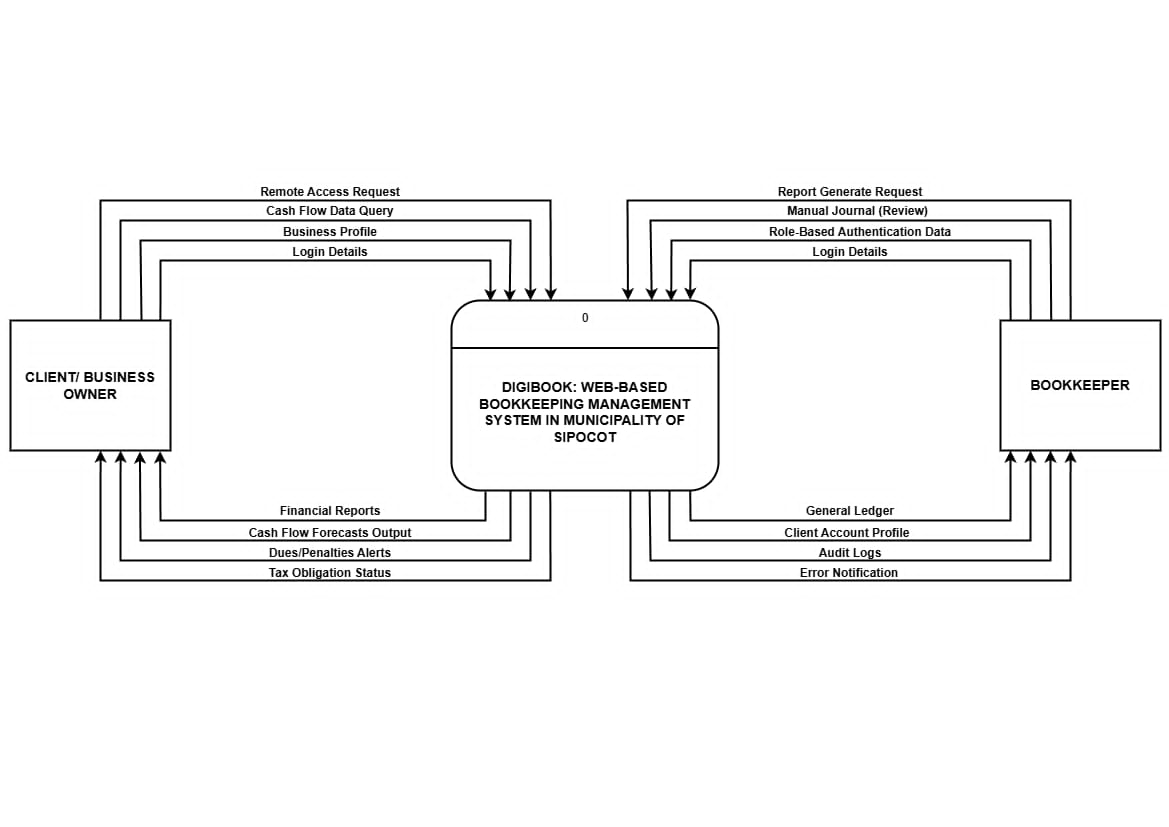 Remote Access Request
Cash Flow Data Query
Business Profile
Login Details
Report Generate Request
Manual Journal (Review)
Role-Based Authentication Data
Login Details
CLIENT/ BUSINESS
OWNER
0
DIGIBOOK: WEB-BASED
BOOKKEEPING MANAGEMENT
SYSTEM IN MUNICIPALITY OF
SIPOCOT
BOOKKEEPER
Financial Reports
Cash Flow Forecasts Output
Dues/Penalties Alerts
Tax Obligation Status
General Ledger
Client Account Profile
Audit Logs
Error Notification